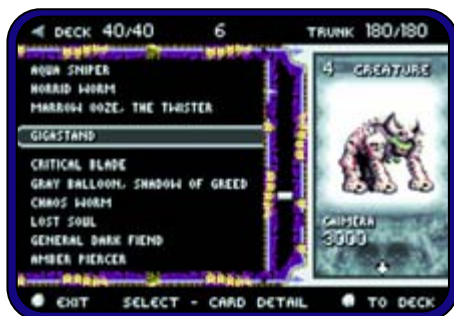 DECK 40/40 6 TRUNK 180/180
AQUA SNIPER
HORRID WORM
MARROW OOZE, THE TWISTER
GIGASTAND
CRITICAL BLADE
GRAY BALLOON, SHADOW OF GREED
CHAOS WORM
LOST SOUL
GENERAL DARK FIEND
AMBER PIERCER
4 CREATURE
CHIMERA
3000
EXIT SELECT - CARD DETAIL TO DECK